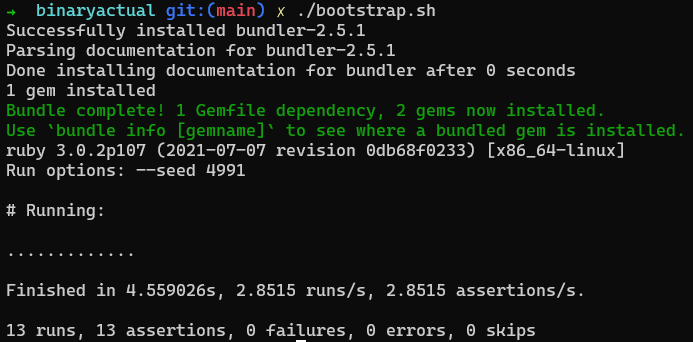 → binaryactual git:(main) ✗ ./bootstrap.sh
Successfully installed bundler-2.5.1
Parsing documentation for bundler-2.5.1
Done installing documentation for bundler after 0 seconds
1 gem installed
Bundle complete! 1 Gemfile dependency, 2 gems now installed.
Use `bundle info [gemname]` to see where a bundled gem is installed.
ruby 3.0.2p107 (2021-07-07 revision 0db68f0233) [x86_64-linux]
Run options: --seed 4991
# Running:
.............
Finished in 4.559026s, 2.8515 runs/s, 2.8515 assertions/s.
13 runs, 13 assertions, 0 failures, 0 errors, 0 skips